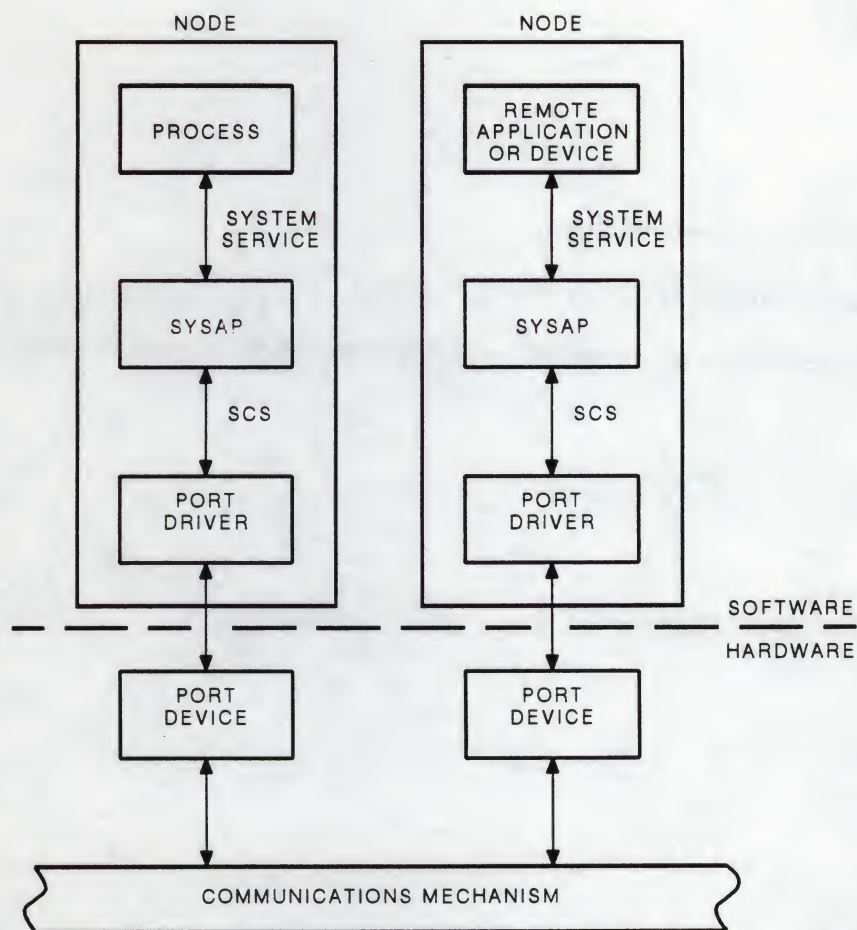 NODE
NODE
PROCESS
REMOTE
APPLICATION
OR DEVICE
SYSTEM
SERVICE
SYSTEM
SERVICE
SYSAP
SYSAP
SCS
SCS
PORT
DRIVER
PORT
DRIVER
SOFTWARE
HARDWARE
PORT
DEVICE
PORT
DEVICE
COMMUNICATIONS MECHANISM